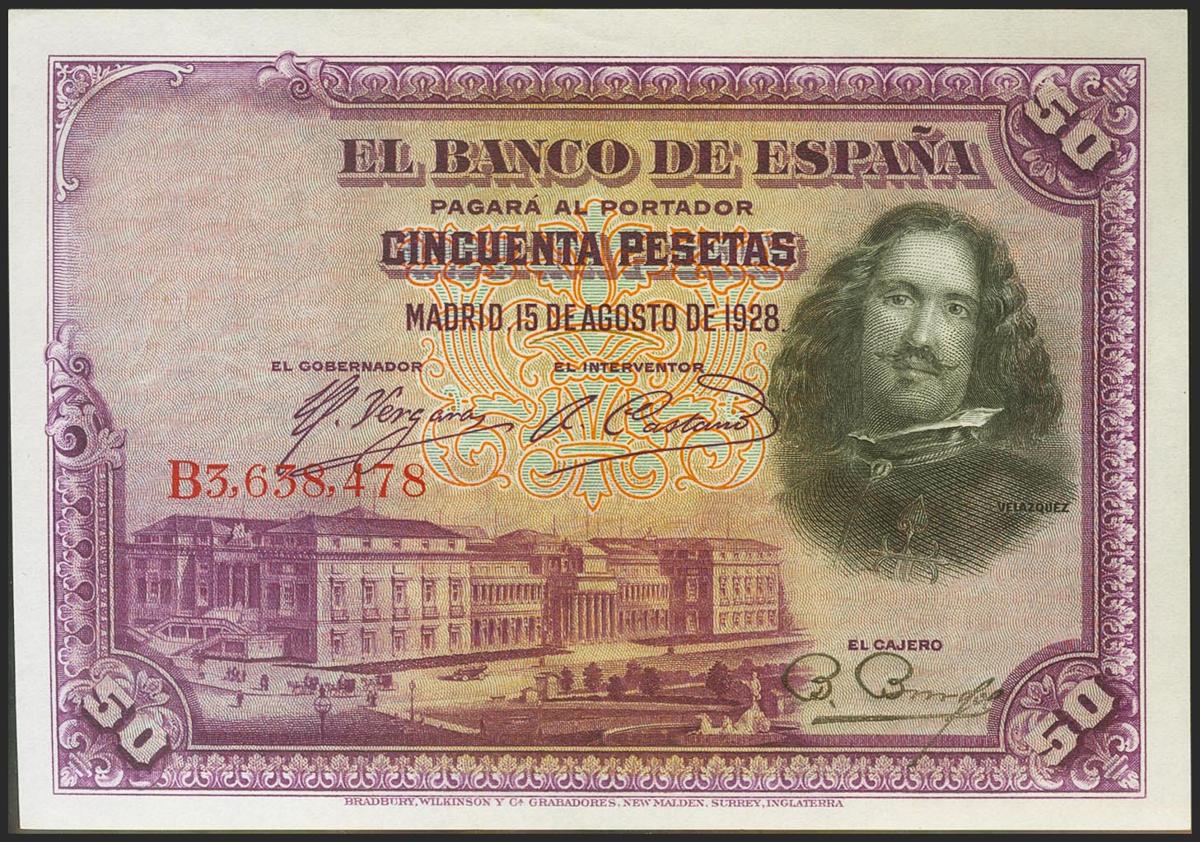 50
EL BANCO DE ESPAÑA
PAGARÁ AL PORTADOR
CINCUENTA PESETAS
MADRID 15 DE AGOSTO DE 1928.
EL GOBERNADOR EL INTERVENTOR
Vergara
B3,638,478
VELAZQUEZ
EL CAJERO
50 50
BRADBURY, WILKINSON Y Cª GRABADORES, NEW MALDEN, SURREY, INGLATERRA